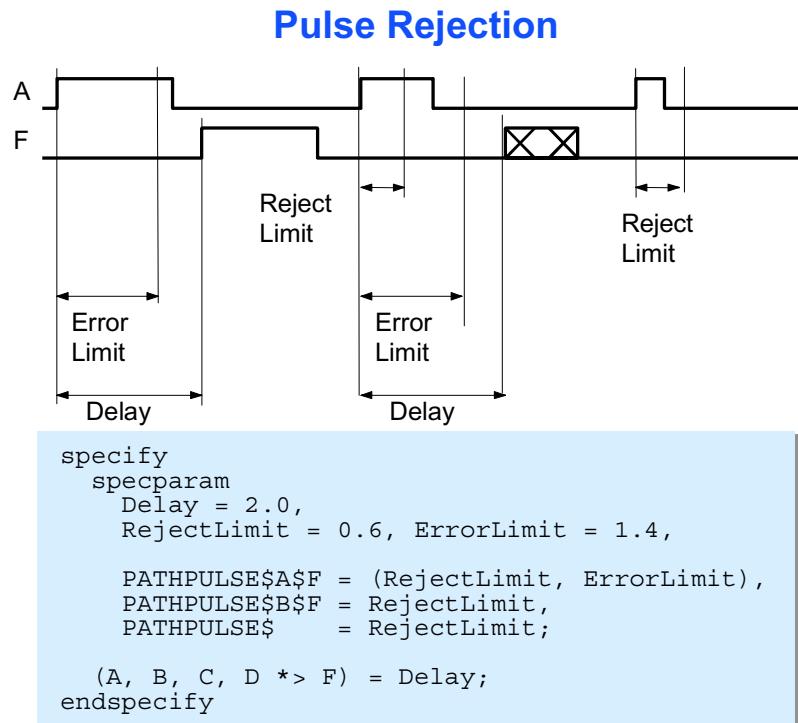 Pulse Rejection
A
F
Reject
Limit
Reject
Limit
Error
Limit
Error
Limit
Delay
Delay
specify
  specparam
    Delay = 2.0,
    RejectLimit = 0.6, ErrorLimit = 1.4,

    PATHPULSE$A$F = (RejectLimit, ErrorLimit),
    PATHPULSE$B$F = RejectLimit,
    PATHPULSE$    = RejectLimit;

  (A, B, C, D *> F) = Delay;
endspecify